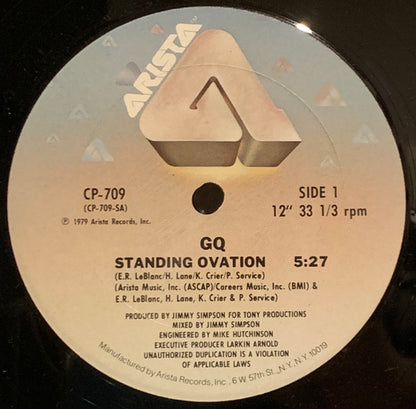 ARISTA™
CP-709
(CP-709-SA)
℗ 1979 Arista Records, Inc.
SIDE 1
12" 33 1/3 rpm
GQ
STANDING OVATION 5:27
(E.R. LeBlanc/H. Lane/K. Crier/P. Service)
(Arista Music, Inc. (ASCAP)/Careers Music, Inc. (BMI) &
E.R. LeBlanc, H. Lane, K. Crier & P. Service)
PRODUCED BY JIMMY SIMPSON FOR TONY PRODUCTIONS
MIXED BY JIMMY SIMPSON
ENGINEERED BY MIKE HUTCHINSON
EXECUTIVE PRODUCER LARKIN ARNOLD
UNAUTHORIZED DUPLICATION IS A VIOLATION
OF APPLICABLE LAWS
Manufactured by Arista Records, Inc., 6 W. 57th St., N.Y., N.Y. 10019